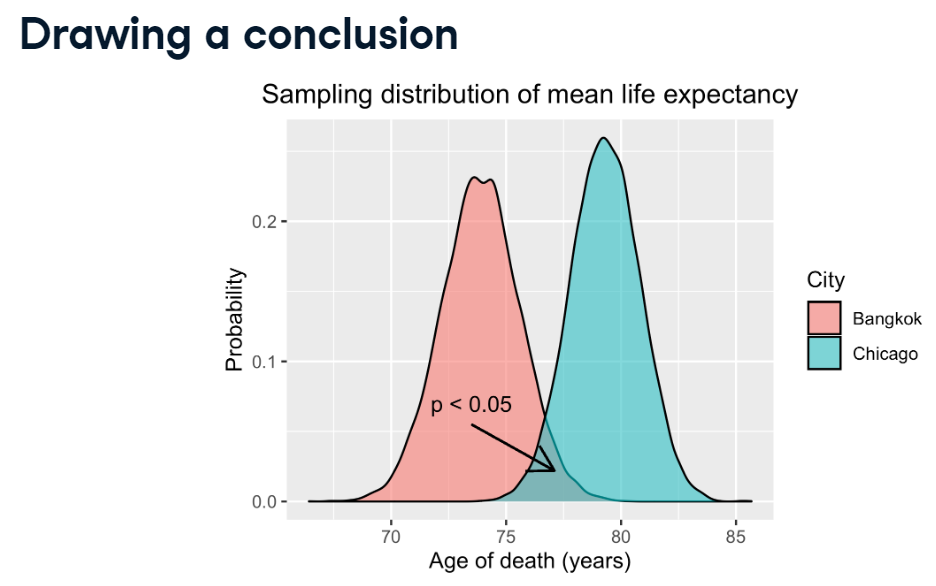 Drawing a conclusion
Sampling distribution of mean life expectancy
Probability
0.2
0.1
0.0
p < 0.05
70 75 80 85
Age of death (years)
City
Bangkok
Chicago